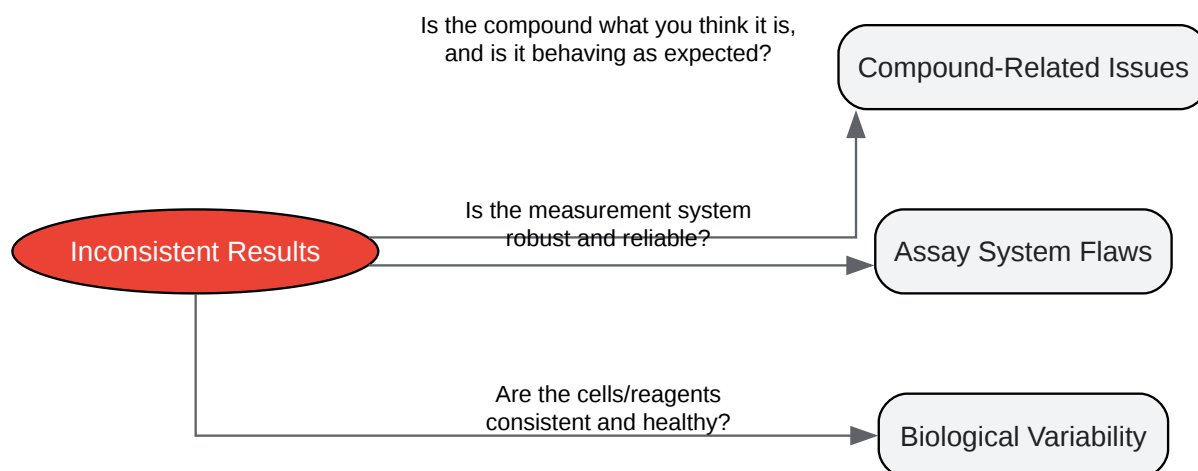 Is the compound what you think it is,
and is it behaving as expected?
Compound-Related Issues
Is the measurement system
robust and reliable?
Inconsistent Results
Assay System Flaws
Are the cells/reagents
consistent and healthy?
Biological Variability